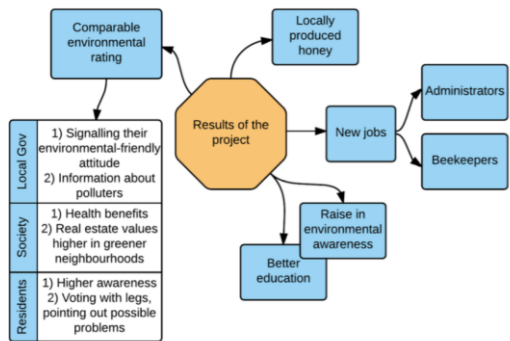 Comparable
environmental
rating
Locally
produced
honey
Results of the
project
New jobs
Administrators
Beekeepers
Raise in
environmental
awareness
Better
education
Local Gov
1) Signalling their
environmental-friendly
attitude
2) Information about
polluters
Society
1) Health benefits
2) Real estate values
higher in greener
neighbourhoods
Residents
1) Higher awareness
2) Voting with legs,
pointing out possible
problems